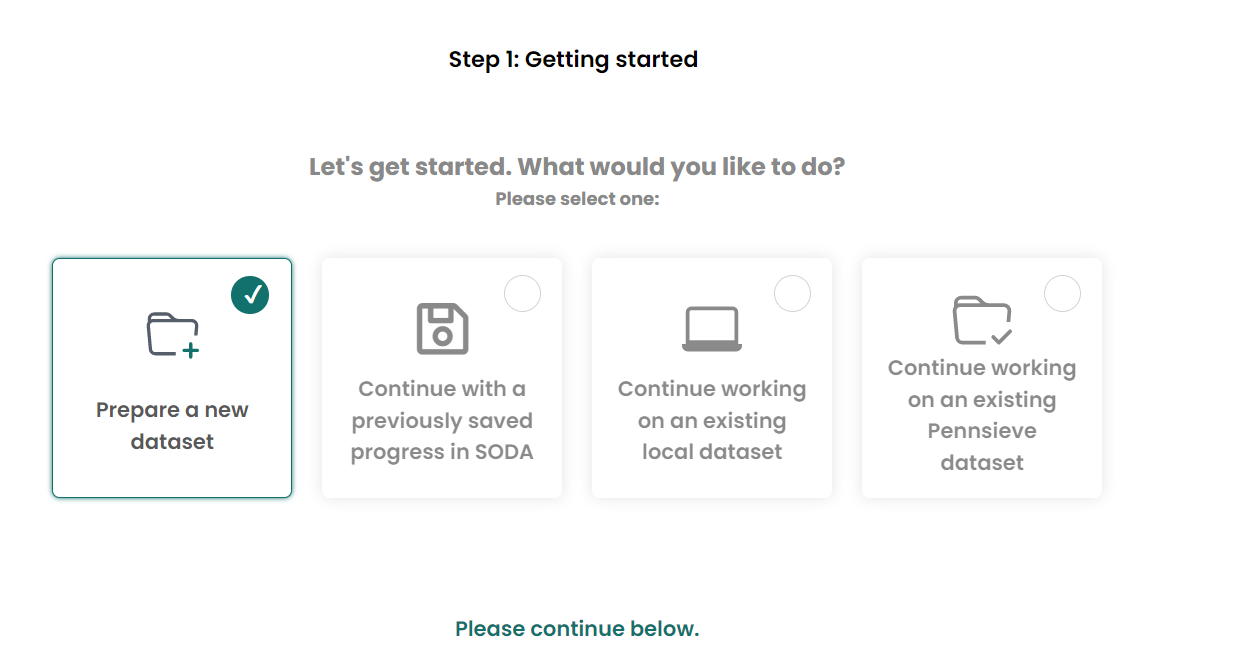 Step 1: Getting started
Let's get started. What would you like to do?
Please select one:
Prepare a new
dataset
Continue with a
previously saved
progress in SODA
Continue working
on an existing
local dataset
Continue working
on an existing
Pennsieve
dataset
Please continue below.